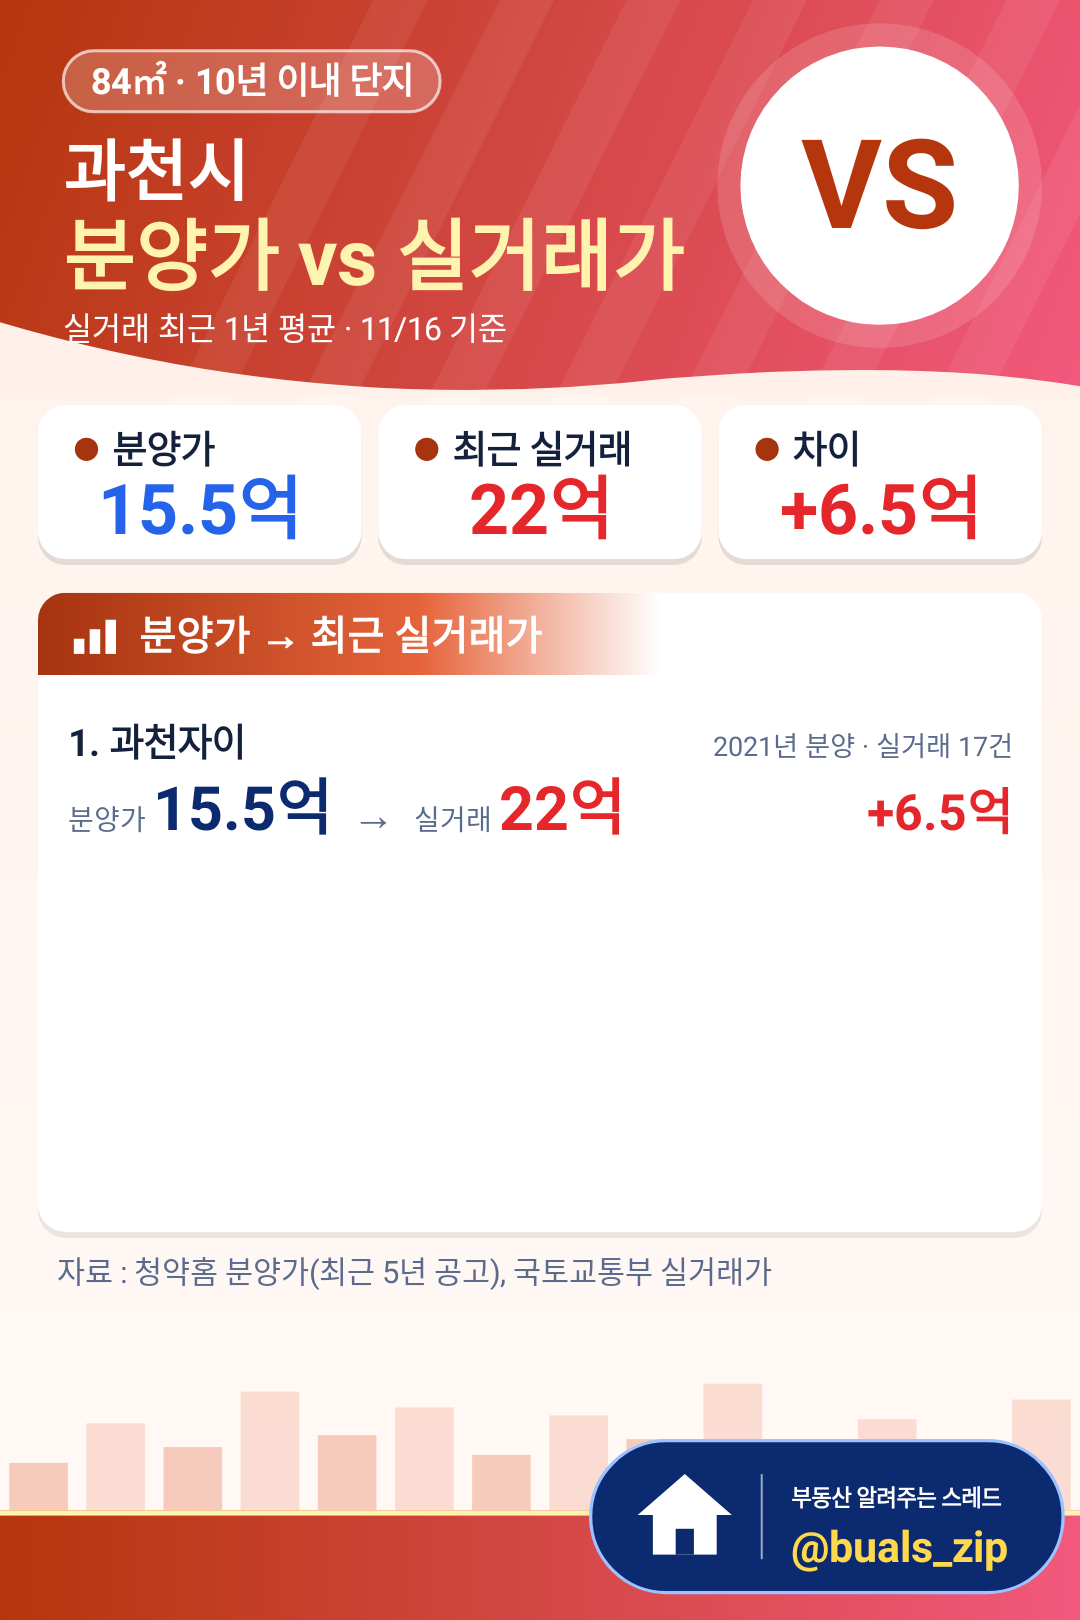 84㎡ · 10년 이내 단지
과천시
VS
분양가 vs 실거래가
실거래 최근 1년 평균 · 11/16 기준
분양가
15.5억
최근 실거래
22억
차이
+6.5억
분양가 → 최근 실거래가
1. 과천자이
2021년 분양 · 실거래 17건
분양가 15.5억 → 실거래 22억
+6.5억
자료 : 청약홈 분양가(최근 5년 공고), 국토교통부 실거래가
부동산 알려주는 스레드
@buals_zip